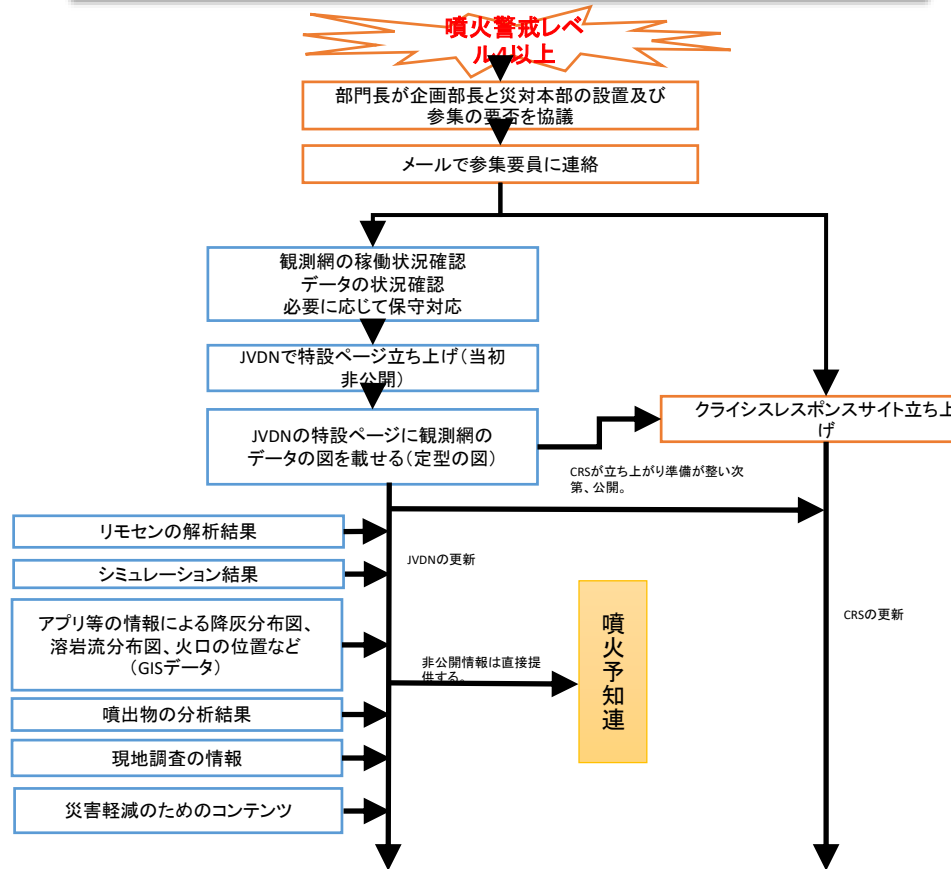 噴火警戒レベ
ル4以上
部門長が企画部長と災対本部の設置及び
参集の要否を協議
メールで参集要員に連絡
観測網の稼働状況確認
データの状況確認
必要に応じて保守対応
JVDNで特設ページ立ち上げ(当初
非公開)
クライシスレスポンスサイト立ち上
げ
JVDNの特設ページに観測網の
データの図を載せる(定型の図)
CRSが立ち上がり準備が整い次
第、公開。
リモセンの解析結果
JVDNの更新
シミュレーション結果
アプリ等の情報による降灰分布図、
溶岩流分布図、火口の位置など
(GISデータ)
CRSの更新
噴火予知連
非公開情報は直接提
供する。
噴出物の分析結果
現地調査の情報
災害軽減のためのコンテンツ